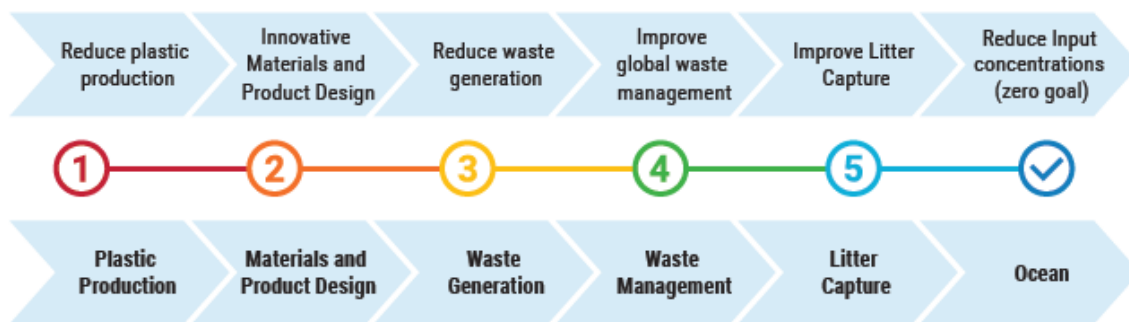 Reduce plastic
production
Innovative
Materials and
Product Design
Reduce waste
generation
Improve
global waste
management
Improve Litter
Capture
Reduce Input
concentrations
(zero goal)
1
2
3
4
5
Plastic
Production
Materials and
Product Design
Waste
Generation
Waste
Management
Litter
Capture
Ocean